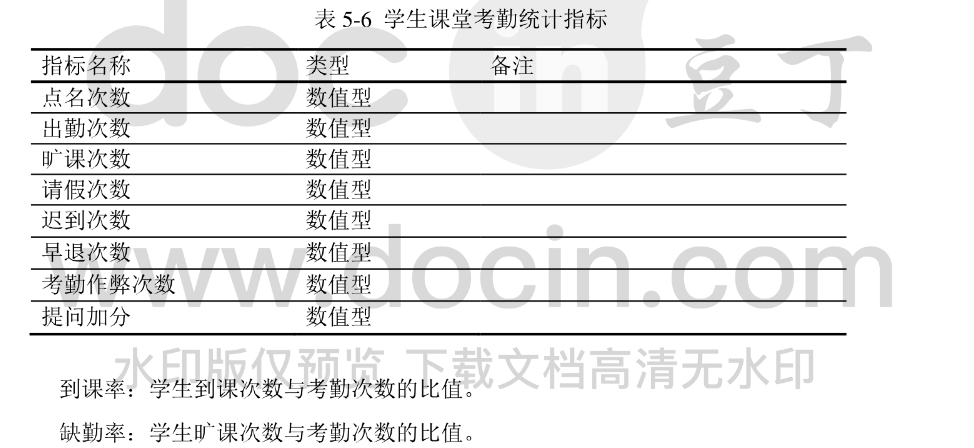 表 5-6 学生课堂考勤统计指标
指标名称 类型 备注
点名次数 数值型
出勤次数 数值型
旷课次数 数值型
请假次数 数值型
迟到次数 数值型
早退次数 数值型
考勤作弊次数 数值型
提问加分 数值型
到课率：学生到课次数与考勤次数的比值。
缺勤率：学生旷课次数与考勤次数的比值。
docin 豆丁
www.docin.com
水印版仅预览 下载文档高清无水印